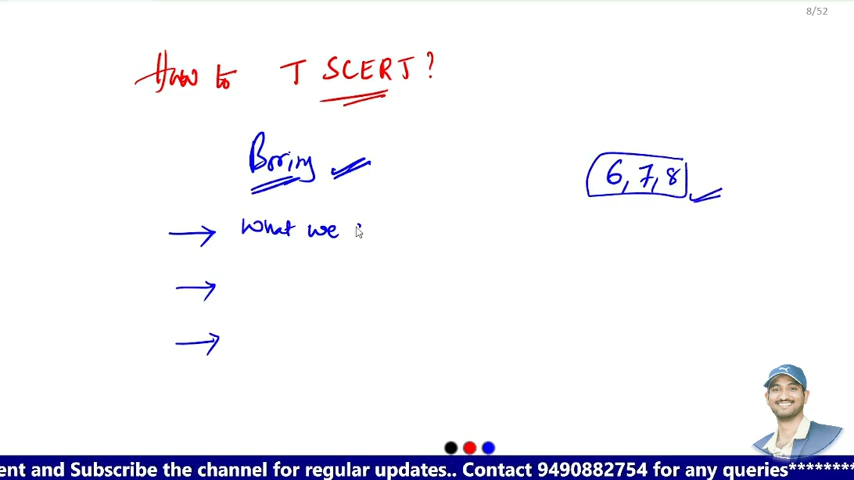 8/52
How to T SCERT?
Boring
6, 7, 8
What we
ent and Subscribe the channel for regular updates.. Contact 9490882754 for any queries********